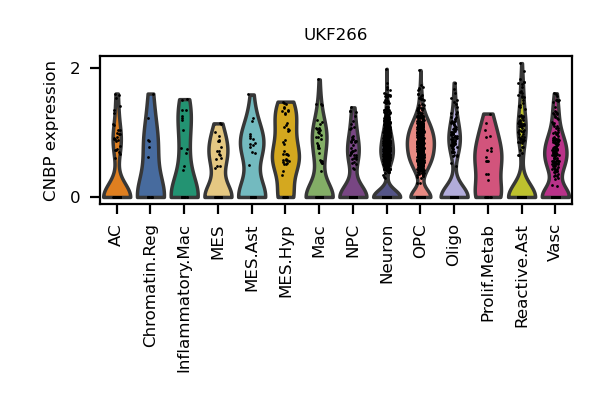 UKF266
CNBP expression
2
0
AC
Chromatin.Reg
Inflammatory.Mac
MES
MES.Ast
MES.Hyp
Mac
NPC
Neuron
OPC
Oligo
Prolif.Metab
Reactive.Ast
Vasc